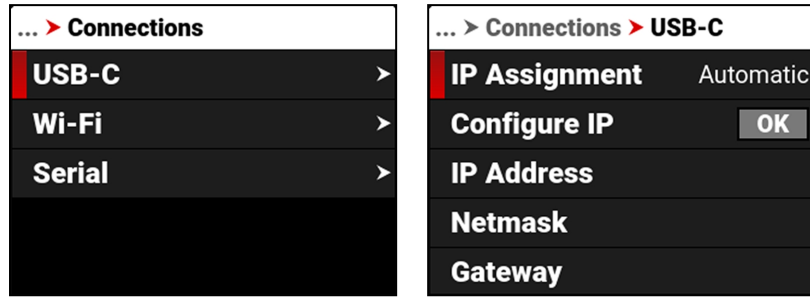 ... > Connections
USB-C >
Wi-Fi >
Serial >
... > Connections > USB-C
IP Assignment Automatic
Configure IP OK
IP Address
Netmask
Gateway